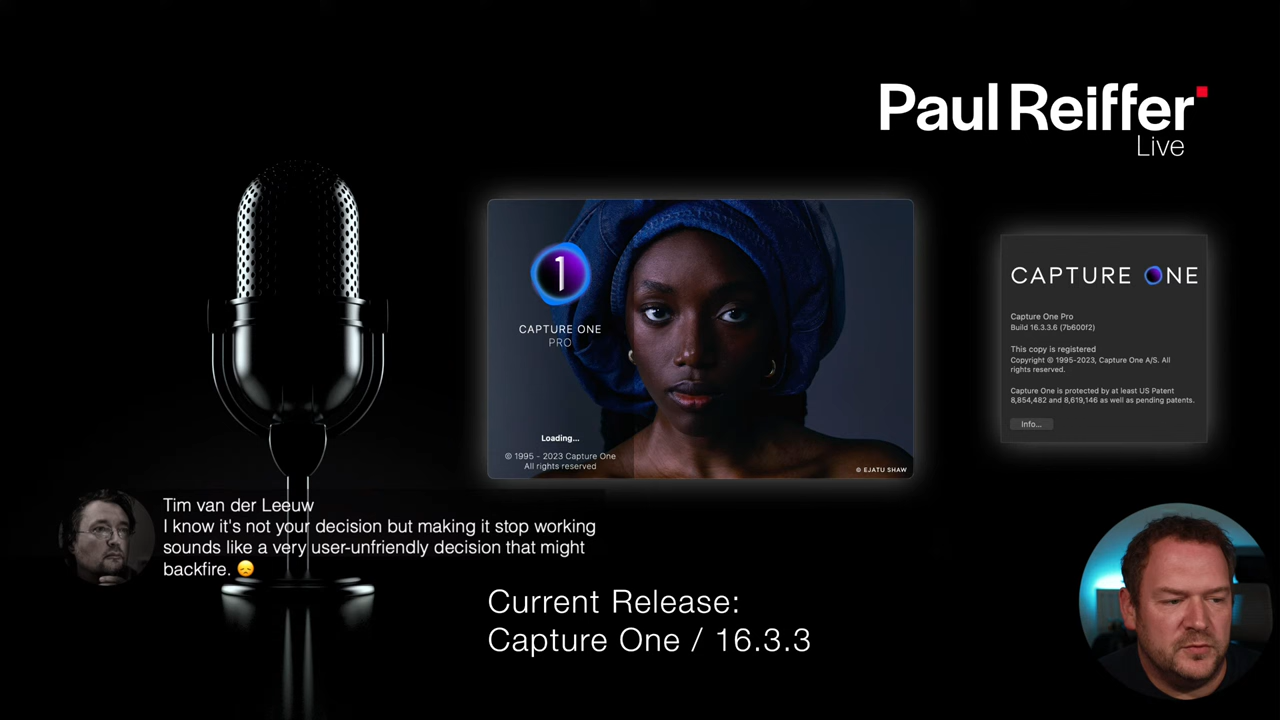 Paul Reiffer
Live
1
CAPTURE ONE
PRO
Loading...
© 1995 - 2023 Capture One
All rights reserved
© EJATU SHAW
CAPTURE ONE
Capture One Pro
Build 16.3.3.6 (7b600f2)
This copy is registered
Copyright © 1995-2023, Capture One A/S. All
rights reserved.
Capture One is protected by at least US Patent
8,854,482 and 8,619,146 as well as pending patents.
Info...
Tim van der Leeuw
I know it's not your decision but making it stop working
sounds like a very user-unfriendly decision that might
backfire. 😞
Current Release:
Capture One / 16.3.3